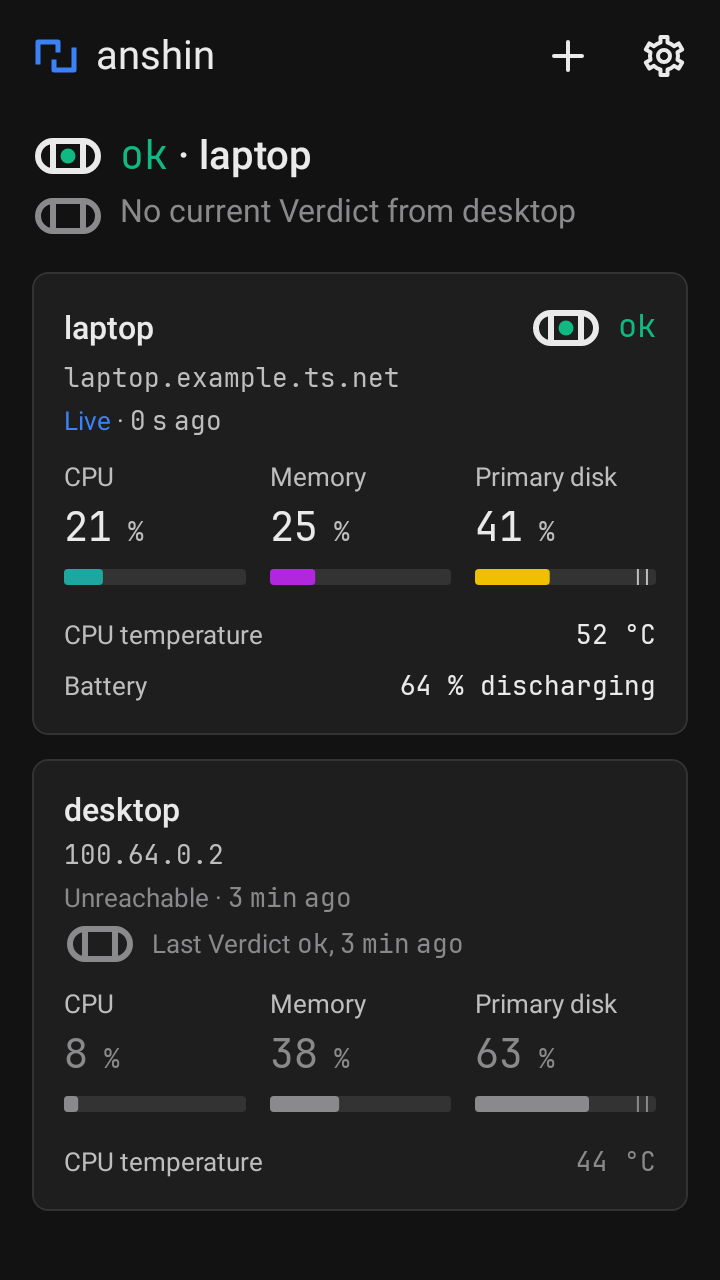 anshin
ok · laptop
No current Verdict from desktop
laptop
ok
laptop.example.ts.net
Live · 0 s ago
CPU
Memory
Primary disk
21 %
25 %
41 %
CPU temperature
52 °C
Battery
64 % discharging
desktop
100.64.0.2
Unreachable · 3 min ago
Last Verdict ok, 3 min ago
CPU
Memory
Primary disk
8 %
38 %
63 %
CPU temperature
44 °C